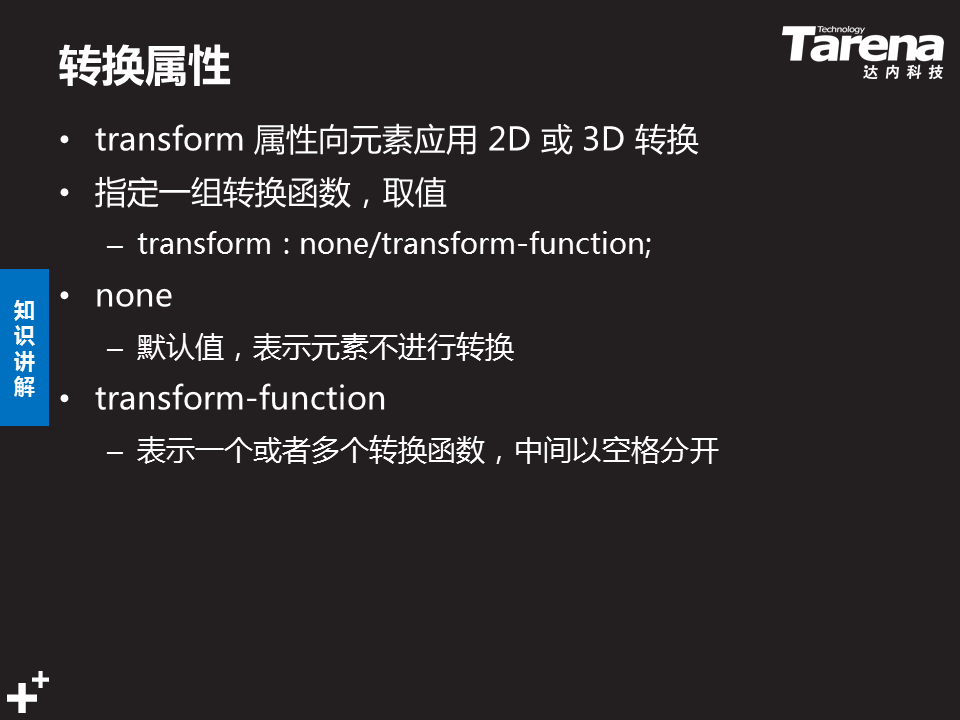 转换属性
Technology
Tarena
达内科技
• transform 属性向元素应用 2D 或 3D 转换
• 指定一组转换函数，取值
– transform：none/transform-function;
• none
– 默认值，表示元素不进行转换
• transform-function
– 表示一个或者多个转换函数，中间以空格分开
知识讲解